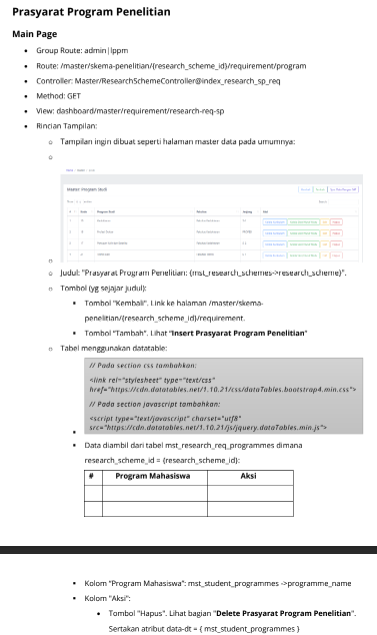 Prasyarat Program Penelitian
Main Page
• Group Route: admin|lppm
• Route: /master/skema-penelitian/{research_scheme_id}/requirement/program
• Controller: Master/ResearchSchemeController@index_research_sp_req
• Method: GET
• View: dashboard/master/requirement/research-req-sp
• Rincian Tampilan:
o Tampilan ingin dibuat seperti halaman master data pada umumnya:
o
Master Program Studi
o
o Judul: "Prasyarat Program Penelitian: {mst_research_schemes->research_scheme}".
o Tombol (yg sejajar judul):
▪ Tombol "Kembali". Link ke halaman /master/skema-
penelitian/{research_scheme_id}/requirement.
▪ Tombol "Tambah". Lihat "Insert Prasyarat Program Penelitian"
o Tabel menggunakan datatable:
// Pada section css tambahkan:
<link rel="stylesheet" type="text/css"
href="https://cdn.datatables.net/1.10.21/css/dataTables.bootstrap4.min.css">
// Pada section javascript tambahkan:
<script type="text/javascript" charset="utf8"
src="https://cdn.datatables.net/1.10.21/js/jquery.dataTables.min.js">
▪
▪ Data diambil dari tabel mst_research_req_programmes dimana
research_scheme_id = {research_scheme_id}:
# Program Mahasiswa Aksi
▪ Kolom "Program Mahasiswa": mst_student_programmes ->programme_name
▪ Kolom "Aksi":
• Tombol "Hapus". Lihat bagian "Delete Prasyarat Program Penelitian".
Sertakan atribut data-dt = { mst_student_programmes }